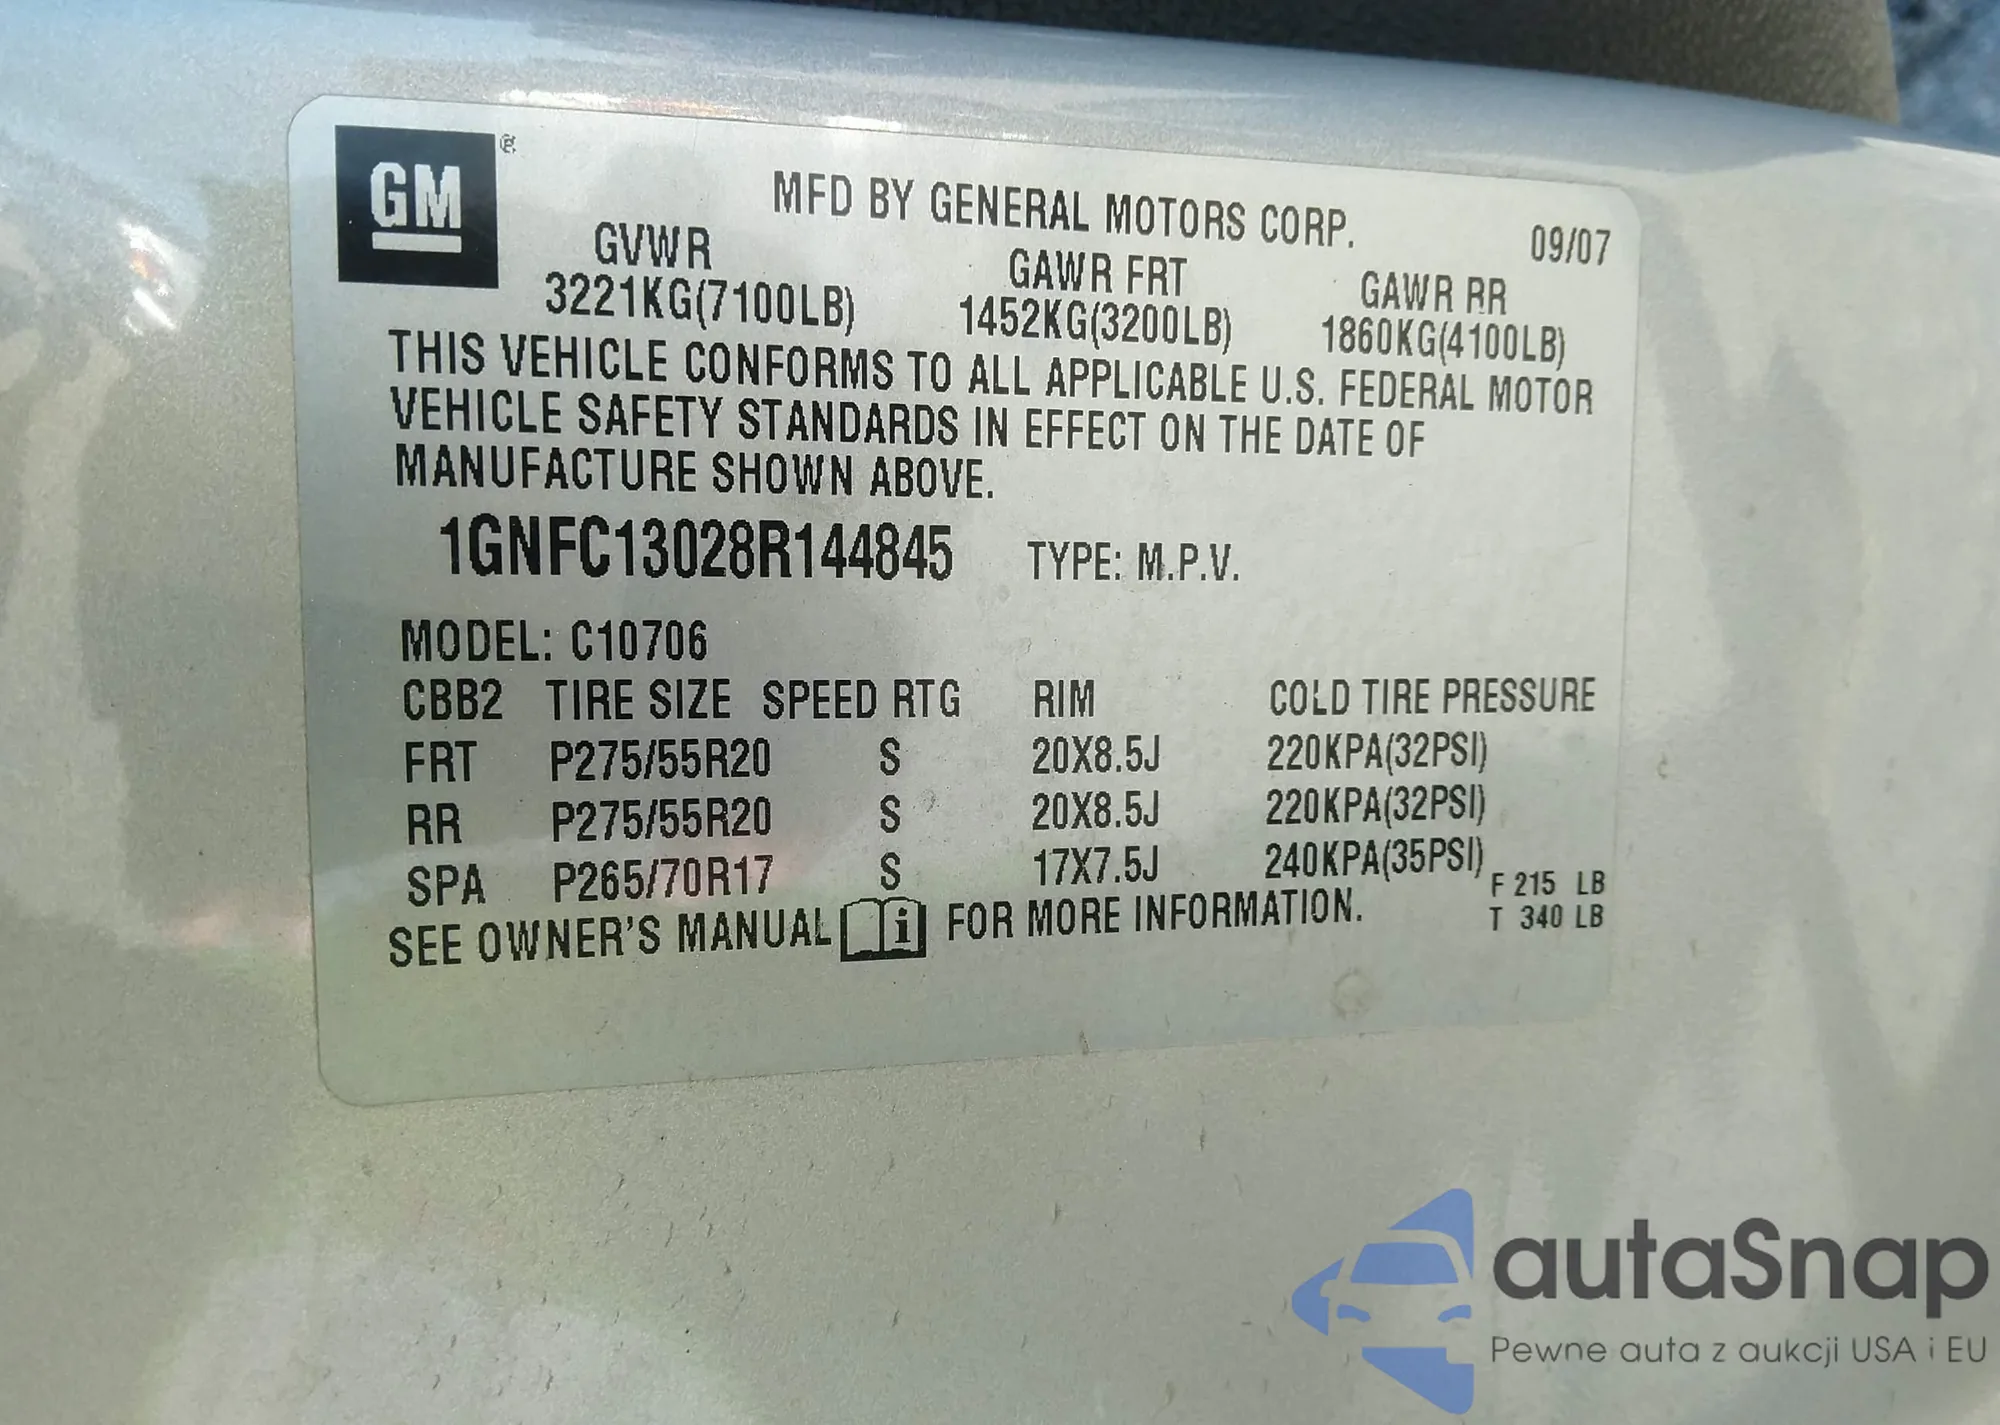 GM®
MFD BY GENERAL MOTORS CORP. 09/07
GVWR GAWR FRT GAWR RR
3221KG(7100LB) 1452KG(3200LB) 1860KG(4100LB)
THIS VEHICLE CONFORMS TO ALL APPLICABLE U.S. FEDERAL MOTOR
VEHICLE SAFETY STANDARDS IN EFFECT ON THE DATE OF
MANUFACTURE SHOWN ABOVE.
1GNFC13028R144845 TYPE: M.P.V.
MODEL: C10706
CBB2 TIRE SIZE SPEED RTG RIM COLD TIRE PRESSURE
FRT P275/55R20 S 20X8.5J 220KPA(32PSI)
RR P275/55R20 S 20X8.5J 220KPA(32PSI)
SPA P265/70R17 S 17X7.5J 240KPA(35PSI)
F 215 LB
T 340 LB
SEE OWNER'S MANUAL i FOR MORE INFORMATION.
autaSnap
Pewne auta z aukcji USA i EU